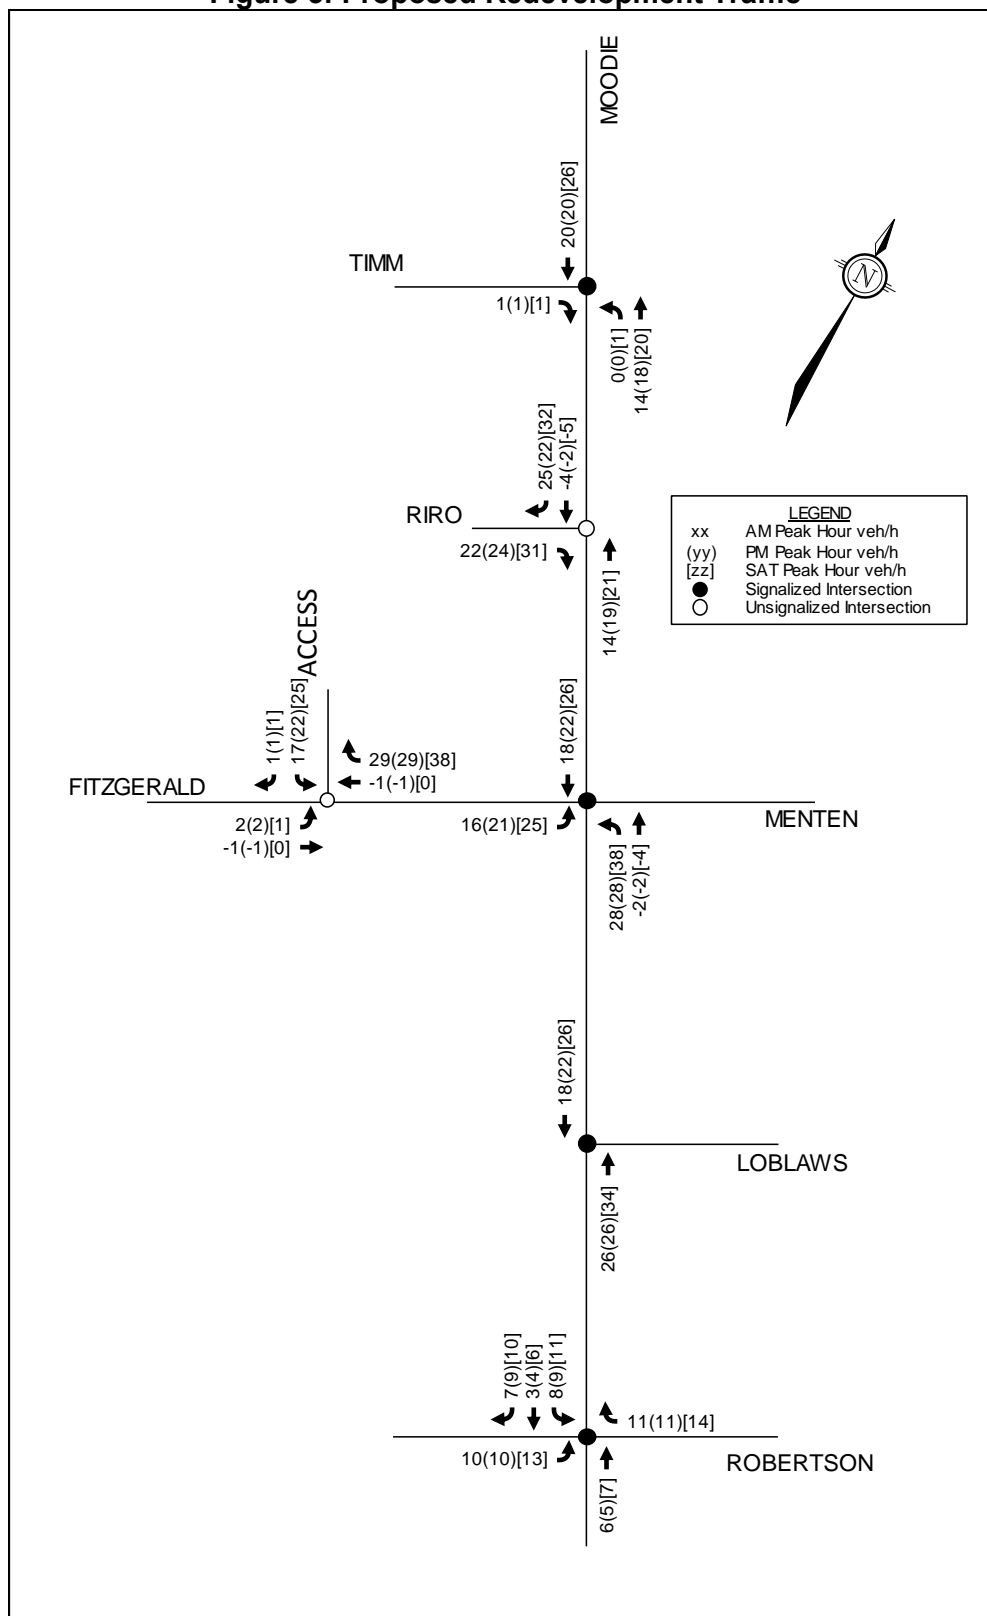 Figure 6: Proposed Redevelopment Traffic
MOODIE
20(20)[26]
TIMM
1(1)[1]
0(0)[1]
14(18)[20]
N
25(22)[32]
-4(-2)[-5]
RIRO
22(24)[31]
14(19)[21]
LEGEND
xx AM Peak Hour veh/h
(yy) PM Peak Hour veh/h
[zz] SAT Peak Hour veh/h
Signalized Intersection
Unsignalized Intersection
ACCESS
1(1)[1]
17(22)[25]
29(29)[38]
-1(-1)[0]
18(22)[26]
FITZGERALD
2(2)[1]
-1(-1)[0]
16(21)[25]
MENTEN
28(28)[38]
-2(-2)[-4]
18(22)[26]
LOBLAWS
26(26)[34]
7(9)[10]
3(4)[6]
8(9)[11]
11(11)[14]
10(10)[13]
ROBERTSON
6(5)[7]